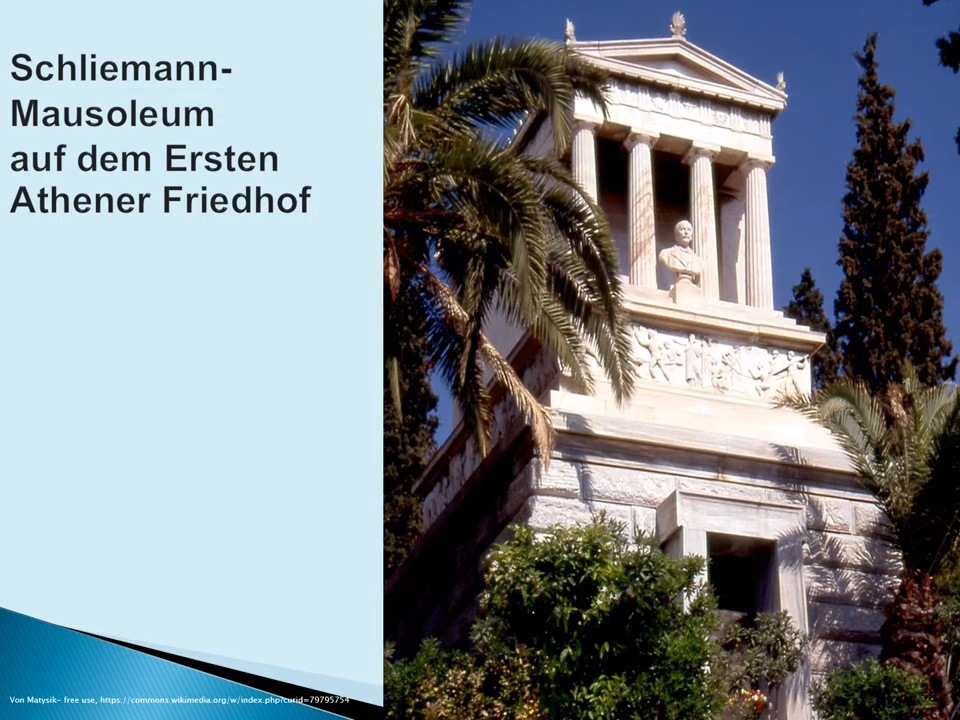 Schliemann-
Mausoleum
auf dem Ersten
Athener Friedhof
Von Matysik- free use, https://commons.wikimedia.org/w/index.php?curid=79795754